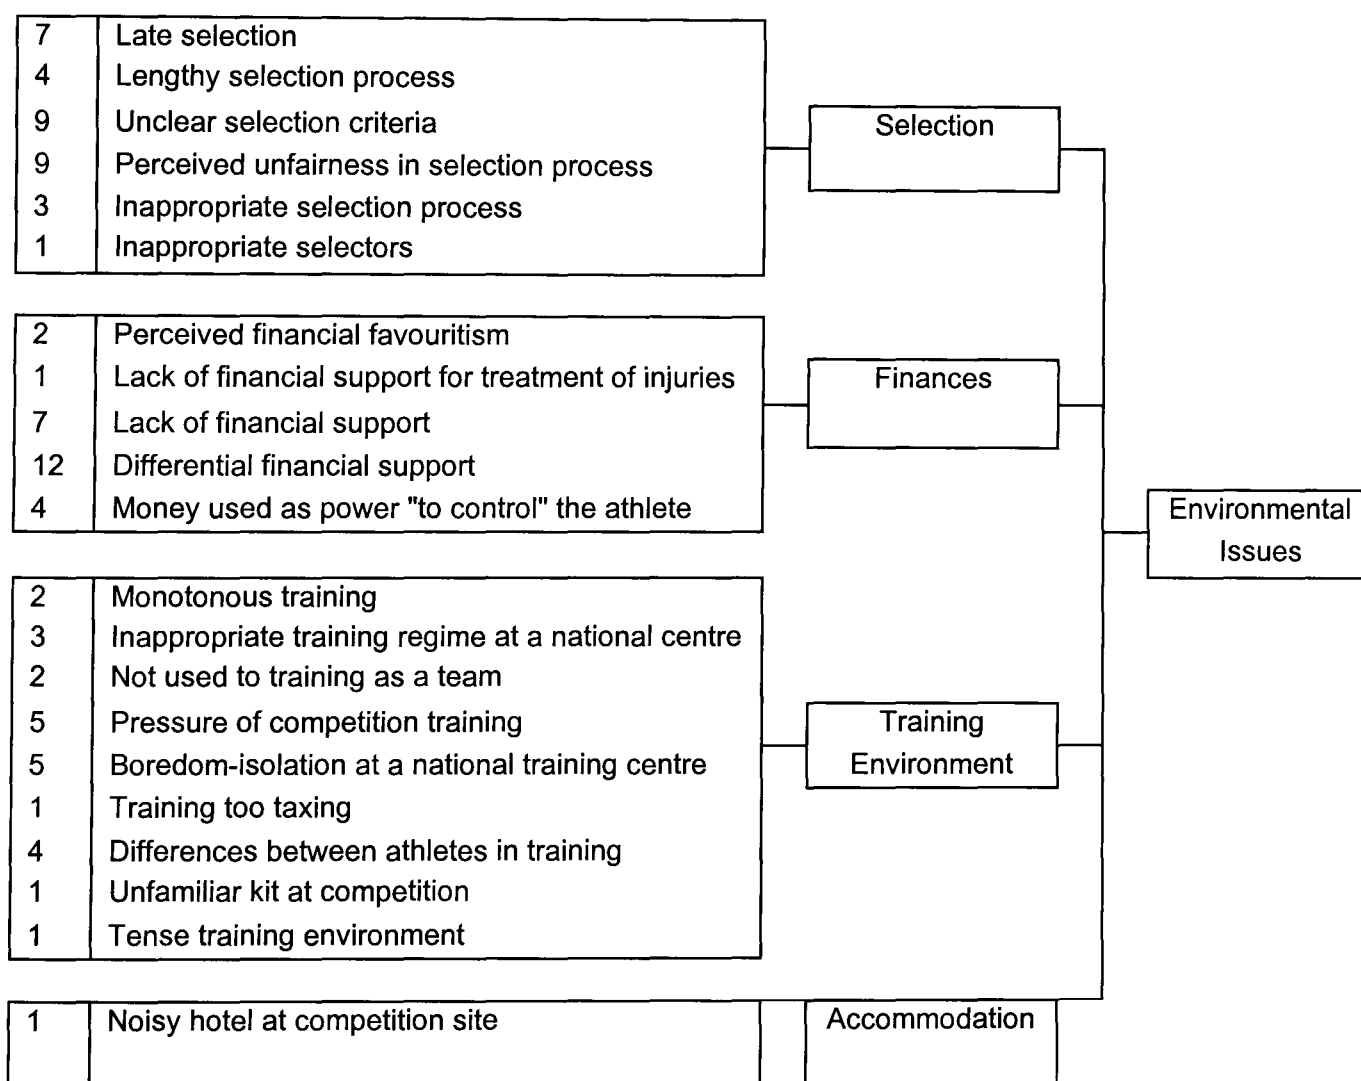 7 Late selection
4 Lengthy selection process
9 Unclear selection criteria
9 Perceived unfairness in selection process
3 Inappropriate selection process
1 Inappropriate selectors
Selection
2 Perceived financial favouritism
1 Lack of financial support for treatment of injuries
7 Lack of financial support
12 Differential financial support
4 Money used as power "to control" the athlete
Finances
2 Monotonous training
3 Inappropriate training regime at a national centre
2 Not used to training as a team
5 Pressure of competition training
5 Boredom-isolation at a national training centre
1 Training too taxing
4 Differences between athletes in training
1 Unfamiliar kit at competition
1 Tense training environment
Training
Environment
1 Noisy hotel at competition site
Accommodation
Environmental
Issues